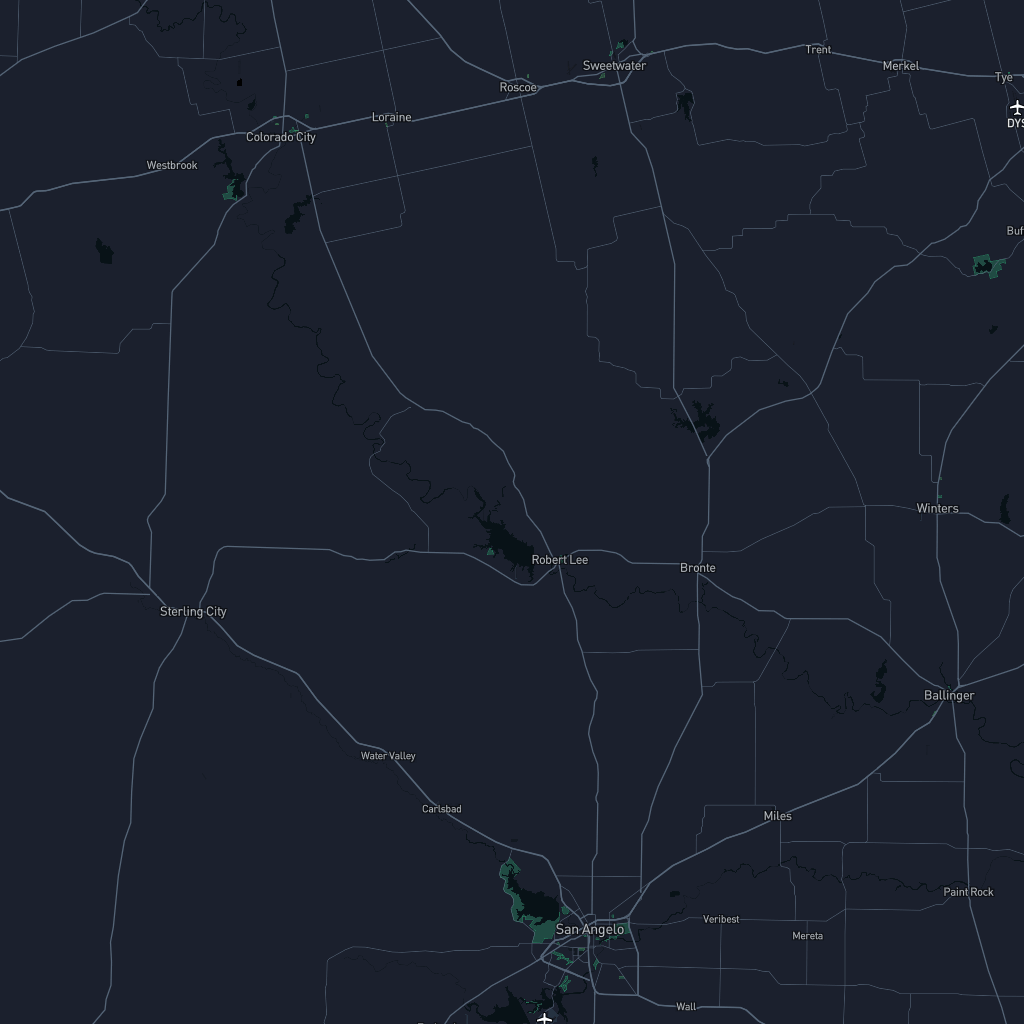 Trent
Sweetwater
Merkel
Tye
Roscoe
Loraine
DYS
Colorado City
Westbrook
Buf
Winters
Robert Lee
Bronte
Sterling City
Ballinger
Water Valley
Carlsbad
Miles
Paint Rock
Veribest
San Angelo
Mereta
Wall